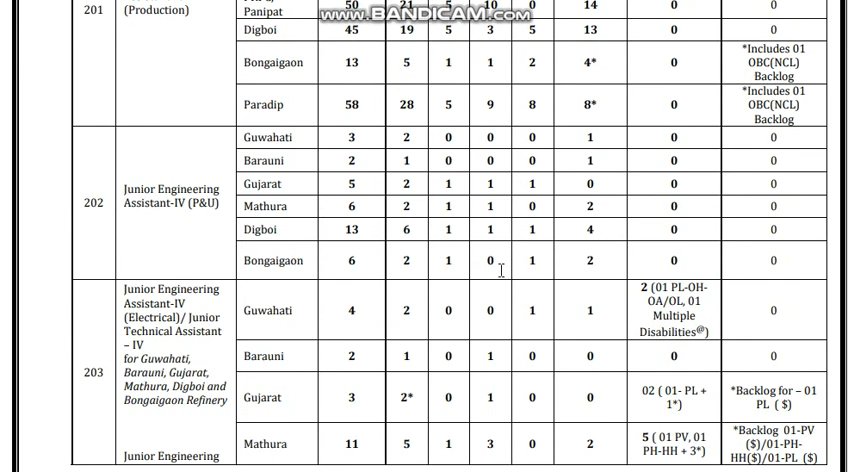 201
(Production)
Panipat
50 21 5 10 0 14 0 0
www.BANDICAM.com
Digboi 45 19 5 3 5 13 0 0
Bongaigaon 13 5 1 1 2 4* 0 *Includes 01
OBC(NCL)
Backlog
Paradip 58 28 5 9 8 8* 0 *Includes 01
OBC(NCL)
Backlog
202
Junior Engineering
Assistant-IV (P&U)
Guwahati 3 2 0 0 0 1 0 0
Barauni 2 1 0 0 0 1 0 0
Gujarat 5 2 1 1 1 0 0 0
Mathura 6 2 1 1 0 2 0 0
Digboi 13 6 1 1 1 4 0 0
Bongaigaon 6 2 1 0 1 2 0 0
203
Junior Engineering
Assistant-IV
(Electrical)/ Junior
Technical Assistant
– IV
for Guwahati,
Barauni, Gujarat,
Mathura, Digboi and
Bongaigaon Refinery
Junior Engineering
Guwahati 4 2 0 0 1 1 2 (01 PL-OH-
OA/OL, 01
Multiple
Disabilities@) 0
Barauni 2 1 0 1 0 0 0 0
Gujarat 3 2* 0 1 0 0 02 ( 01- PL +
1*) *Backlog for – 01
PL ( $)
Mathura 11 5 1 3 0 2 5 ( 01 PV, 01
PH-HH + 3*) *Backlog 01-PV
($)/01-PH-
HH($)/01-PL ($)